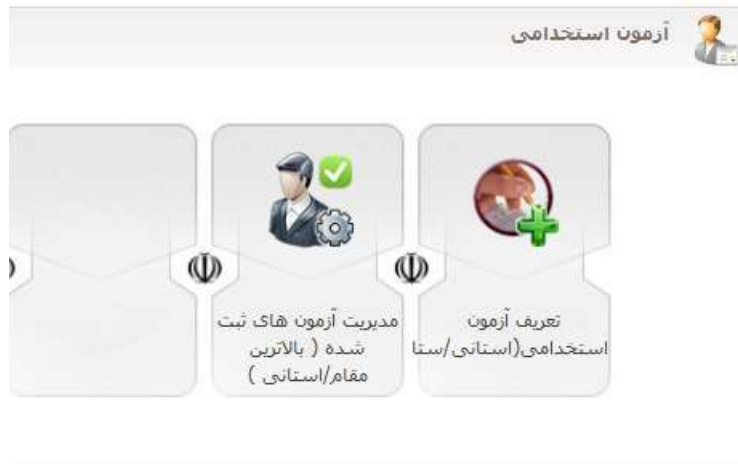 آزمون استخدامی
تعریف آزمون
استخدامی(استانی/ستا
مدیریت آزمون های ثبت
شده ( بالاترین
مقام/استانی )